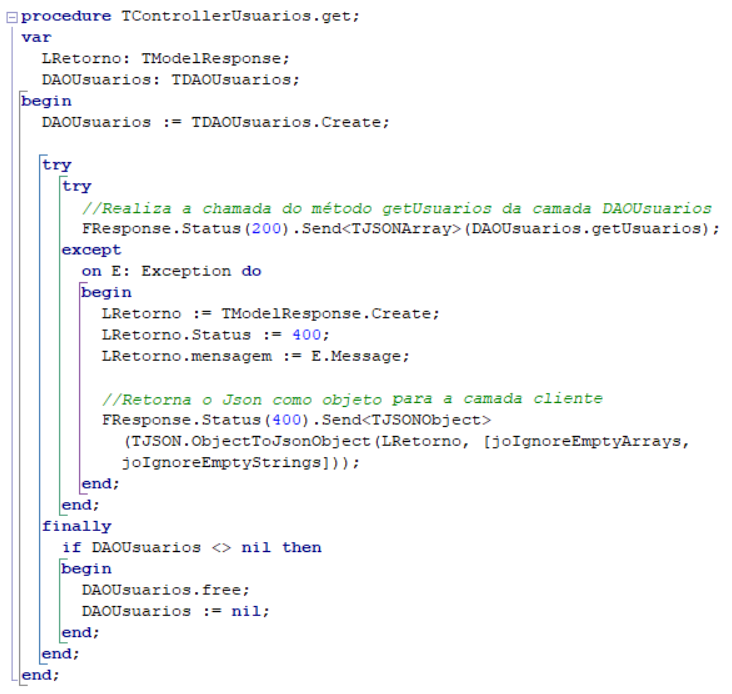 procedure TControllerUsuarios.get;
var
  LRetorno: TModelResponse;
  DAOUsuarios: TDAOUsuarios;
begin
  DAOUsuarios := TDAOUsuarios.Create;

  try
    try
      //Realiza a chamada do método getUsuarios da camada DAOUsuarios
      FResponse.Status(200).Send<TJSONArray>(DAOUsuarios.getUsuarios);
    except
      on E: Exception do
      begin
        LRetorno := TModelResponse.Create;
        LRetorno.Status := 400;
        LRetorno.mensagem := E.Message;

        //Retorna o Json como objeto para a camada cliente
        FResponse.Status(400).Send<TJSONObject>
          (TJSON.ObjectToJsonObject(LRetorno, [joIgnoreEmptyArrays,
          joIgnoreEmptyStrings]));
      end;
    end;
  finally
    if DAOUsuarios <> nil then
    begin
      DAOUsuarios.free;
      DAOUsuarios := nil;
    end;
  end;
end;